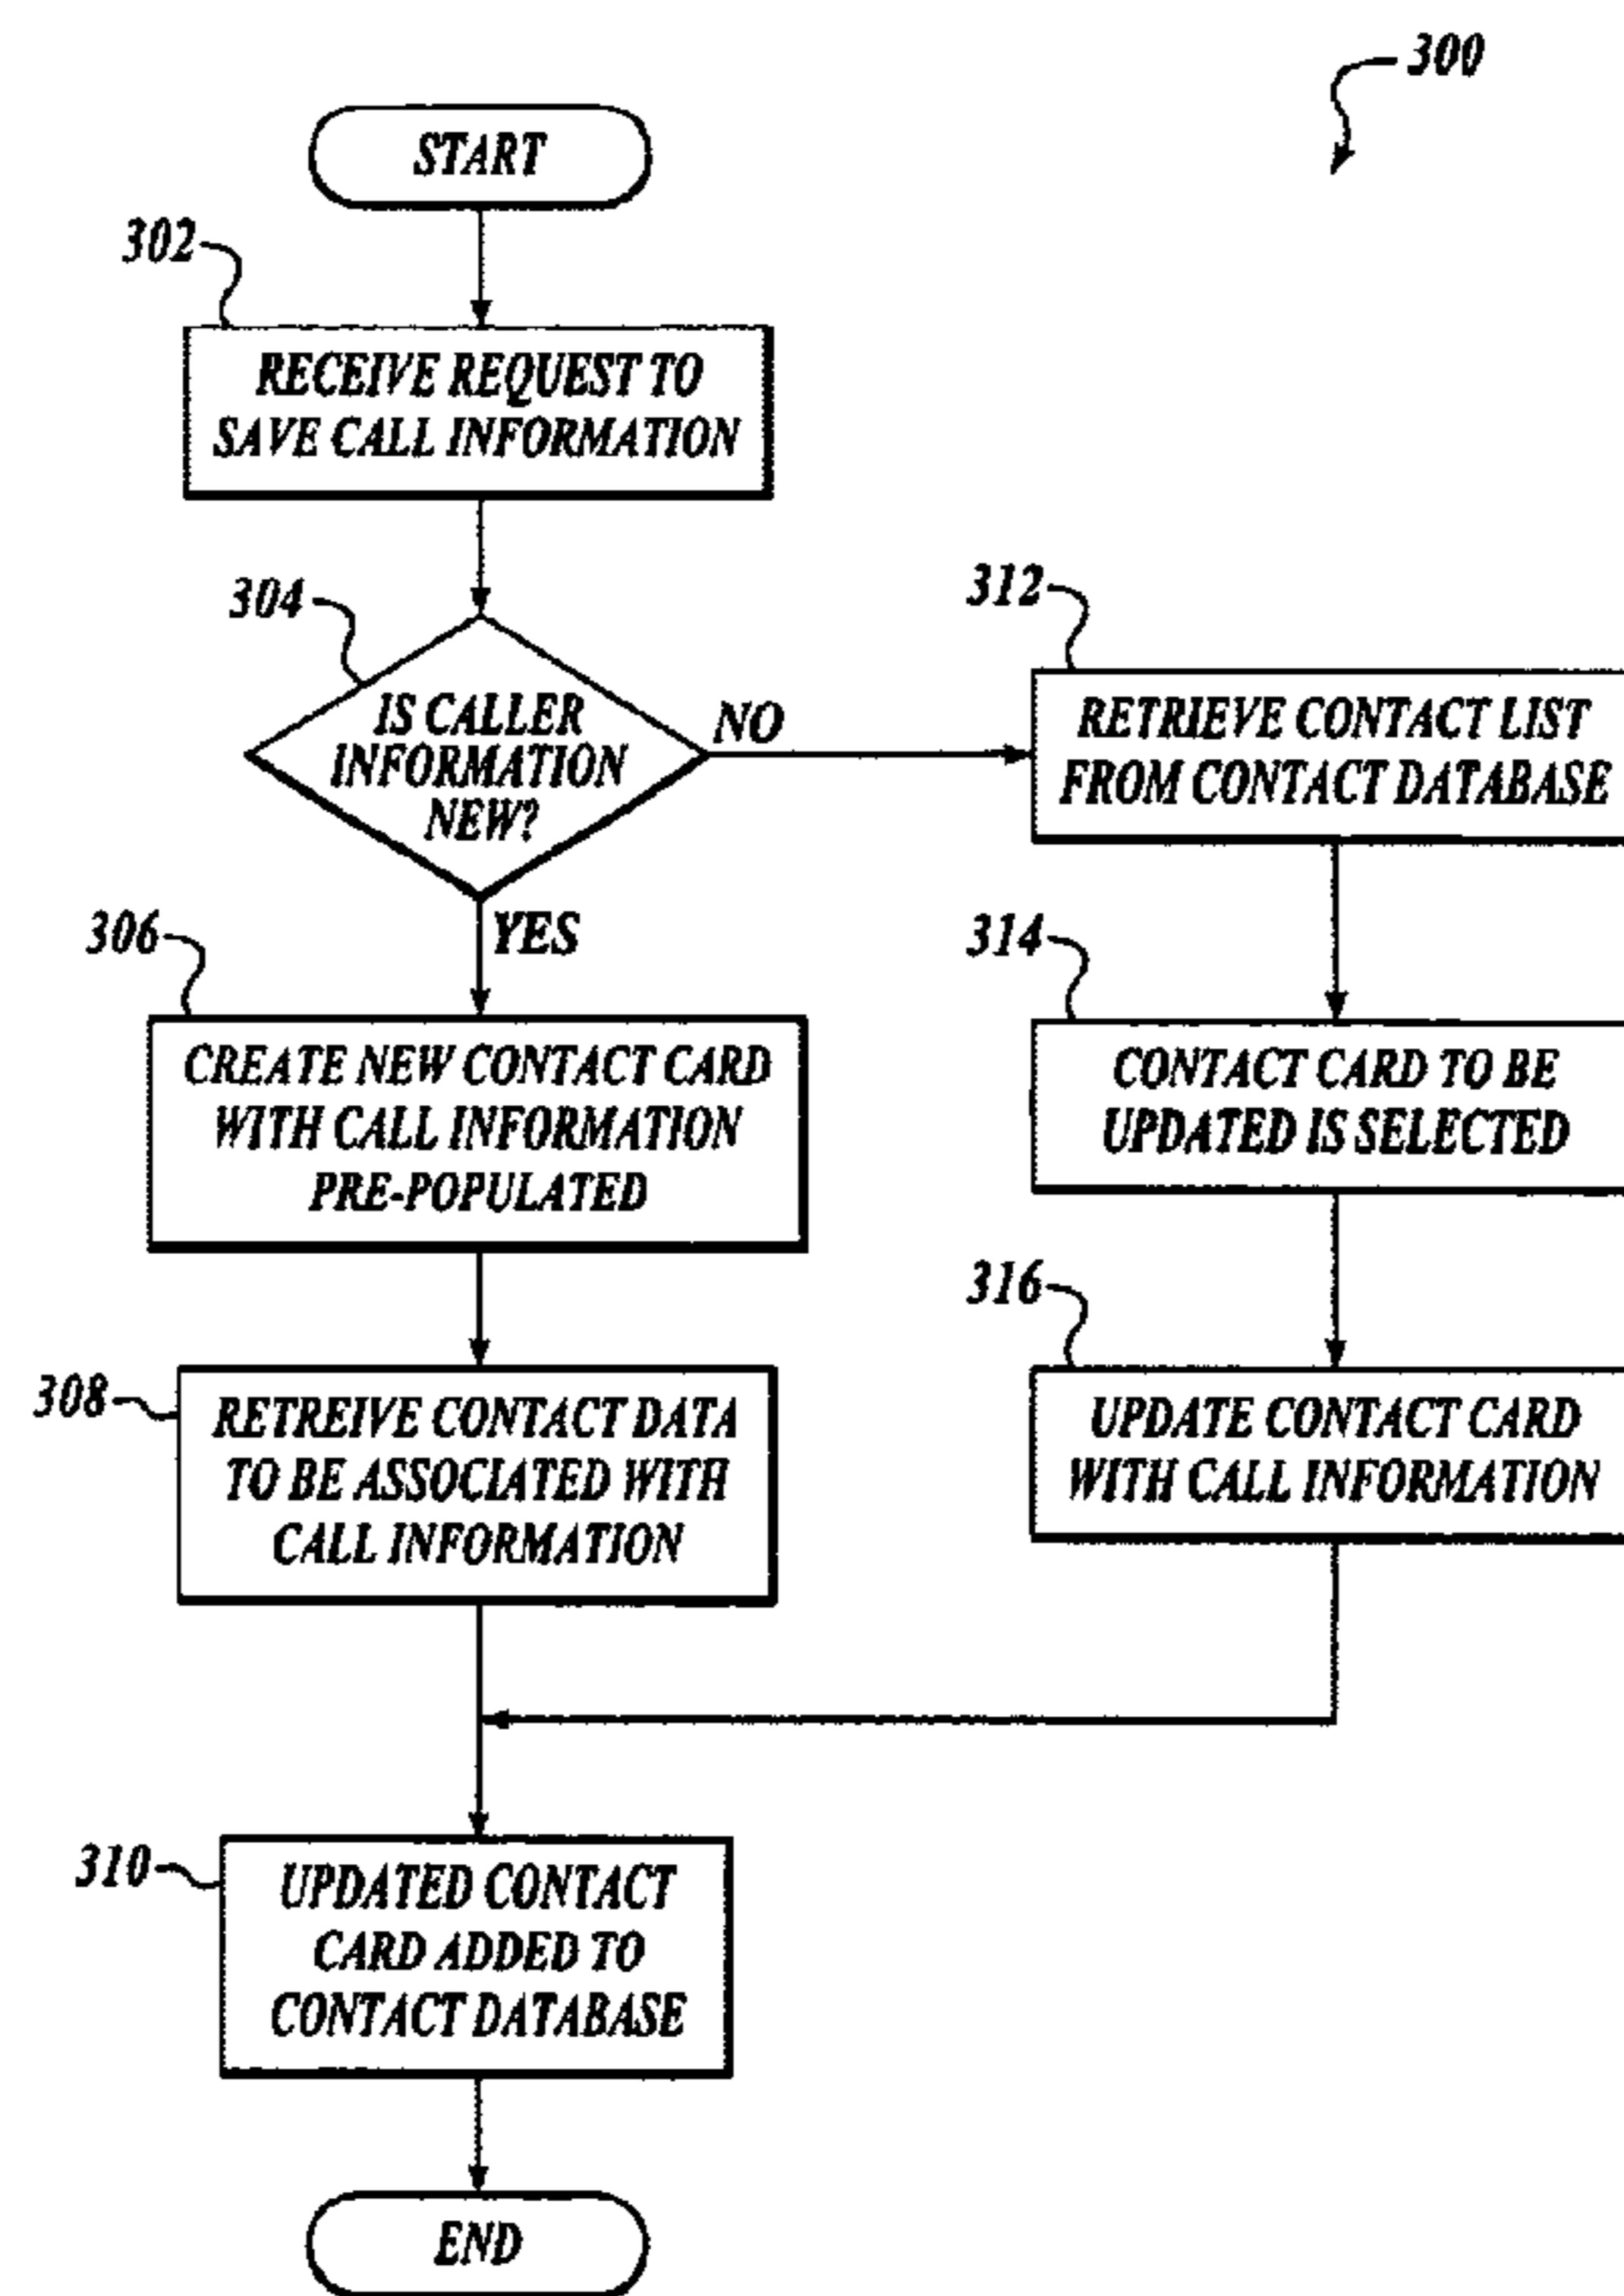 300
START
302
RECEIVE REQUEST TO
SAVE CALL INFORMATION
304
IS CALLER
INFORMATION
NEW?
NO
YES
312
RETRIEVE CONTACT LIST
FROM CONTACT DATABASE
306
CREATE NEW CONTACT CARD
WITH CALL INFORMATION
PRE-POPULATED
314
CONTACT CARD TO BE
UPDATED IS SELECTED
308
RETREIVE CONTACT DATA
TO BE ASSOCIATED WITH
CALL INFORMATION
316
UPDATE CONTACT CARD
WITH CALL INFORMATION
310
UPDATED CONTACT
CARD ADDED TO
CONTACT DATABASE
END